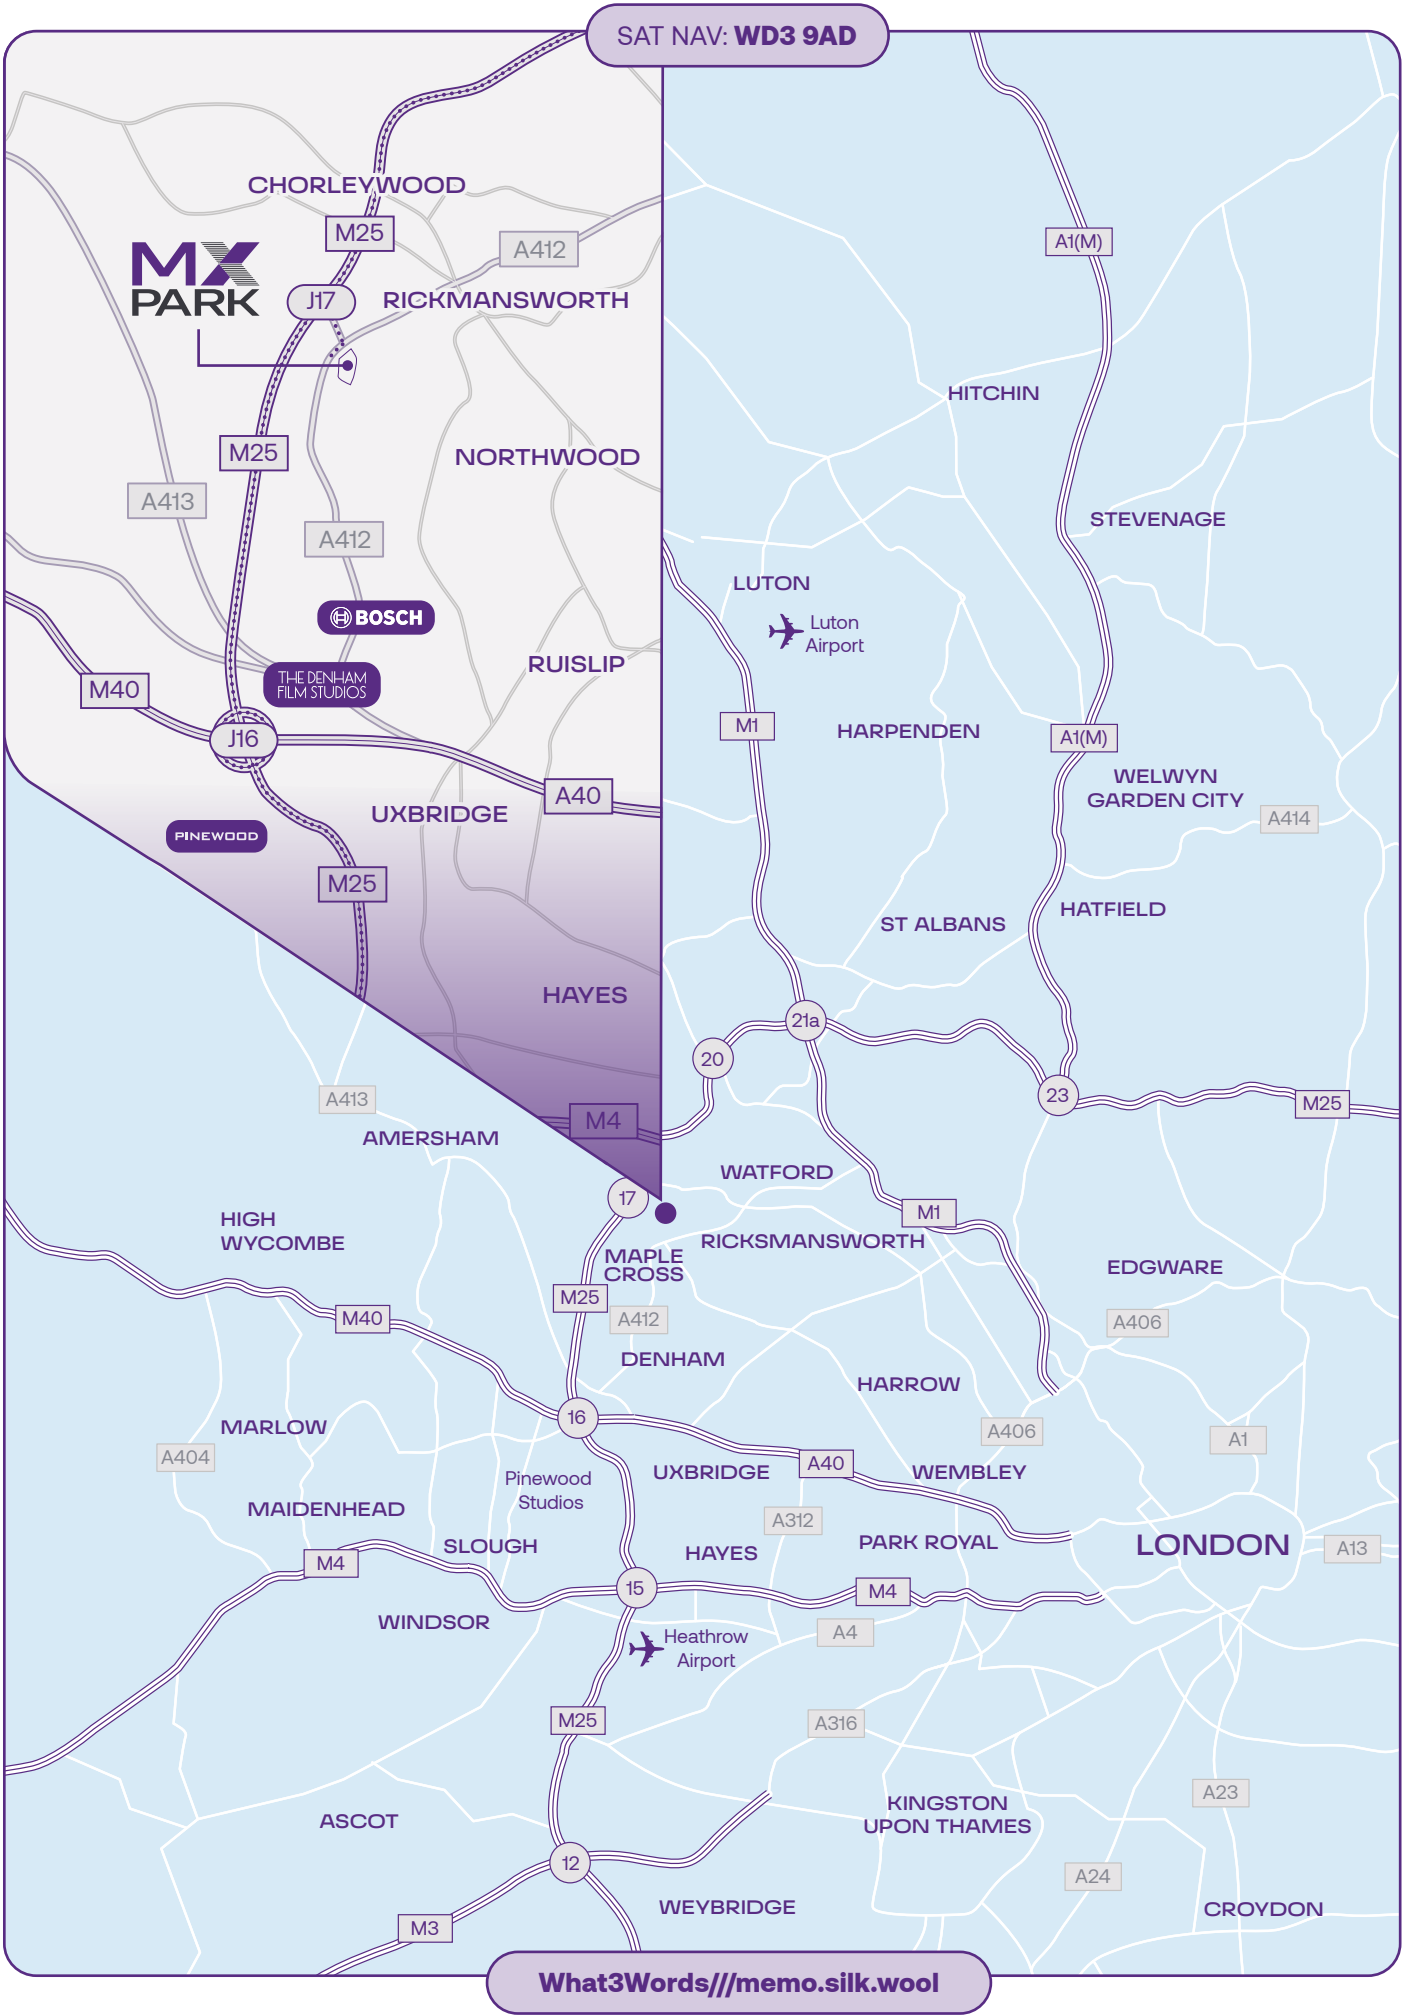 SAT NAV: WD3 9AD
CHORLEYWOOD
M25
A412
MX
PARK
J17
RICKMANSWORTH
M25
NORTHWOOD
A413
A412
BOSCH
RUISLIP
THE DENHAM
FILM STUDIOS
M40
J16
A40
UXBRIDGE
PINEWOOD
M25
HAYES
M4
A1(M)
HITCHIN
STEVENAGE
LUTON
Luton
Airport
M1
HARPENDEN
A1(M)
WELWYN
GARDEN CITY
A414
HATFIELD
ST ALBANS
21a
20
23
M25
A413
AMERSHAM
WATFORD
17
M1
HIGH
WYCOMBE
RICKSMANSWORTH
MAPLE
CROSS
EDGWARE
M25
M40
A412
A406
DENHAM
HARROW
16
MARLOW
A406
A1
A404
A40
UXBRIDGE
WEMBLEY
Pinewood
Studios
MAIDENHEAD
A312
SLOUGH
HAYES
PARK ROYAL
LONDON
A13
M4
15
M4
WINDSOR
A4
Heathrow
Airport
M25
A316
A23
KINGSTON
UPON THAMES
ASCOT
12
A24
WEYBRIDGE
CROYDON
M3
What3Words///memo.silk.wool